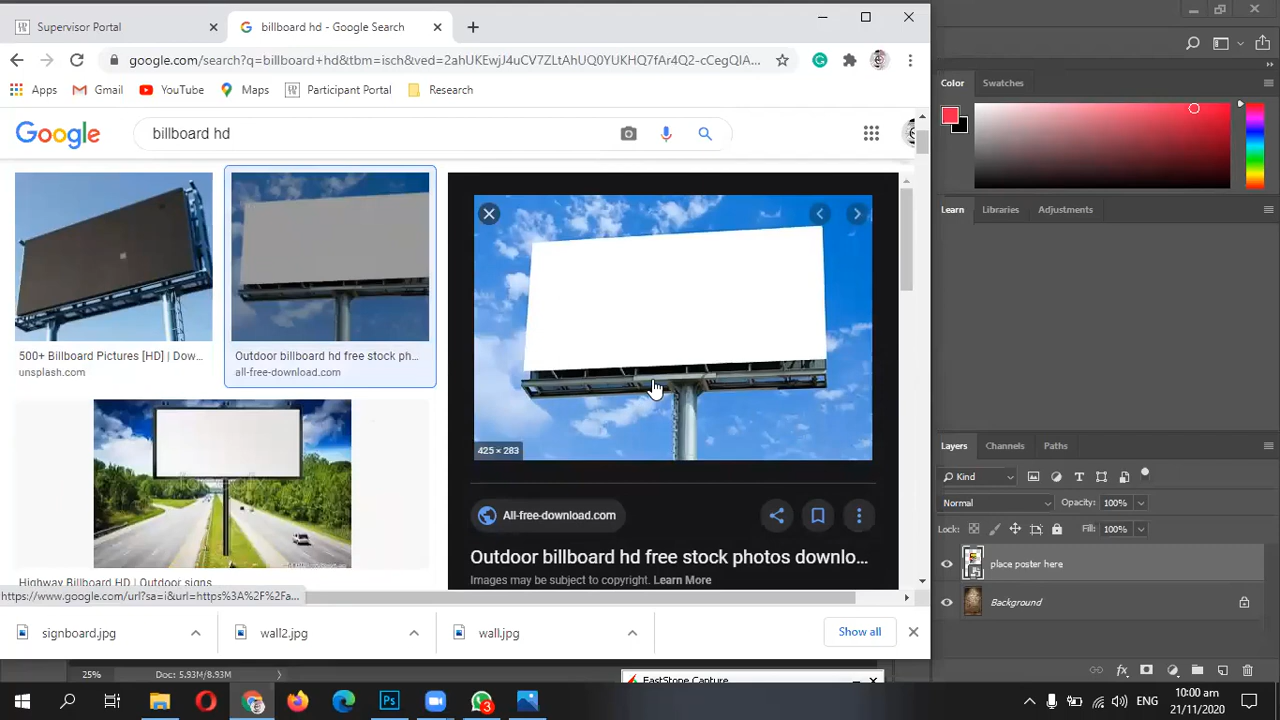 Supervisor Portal
billboard hd - Google Search
google.com/search?q=billboard+hd&tbm=isch&ved=2ahUKEwjJ4uCV7ZLtAhUQ0YUKHQ7fAr4Q2-cCegQIA...
Apps
Gmail
YouTube
Maps
Participant Portal
Research
Google
billboard hd
500+ Billboard Pictures [HD] | Dow...
unsplash.com
Outdoor billboard hd free stock ph...
all-free-download.com
425 × 283
All-free-download.com
Outdoor billboard hd free stock photos downlo...
Images may be subject to copyright. Learn More
Highway Billboard HD | Outdoor signs
https://www.google.com/url?sa=i&url=https%3A%2F%2Fa...
signboard.jpg
wall2.jpg
wall.jpg
Show all
Color
Swatches
Learn
Libraries
Adjustments
Layers
Channels
Paths
Kind
Normal
Opacity: 100%
Lock:
Fill: 100%
place poster here
Background
25%
Doc: 5.93M/8.93M
FastStone Capture
Ps
3
ENG
10:00 am
21/11/2020